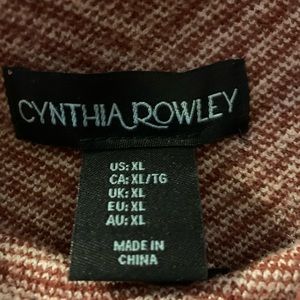 CYNTHIA ROWLEY
US: XL
CA: XL/TG
UK: XL
EU: XL
AU: XL
MADE IN
CHINA